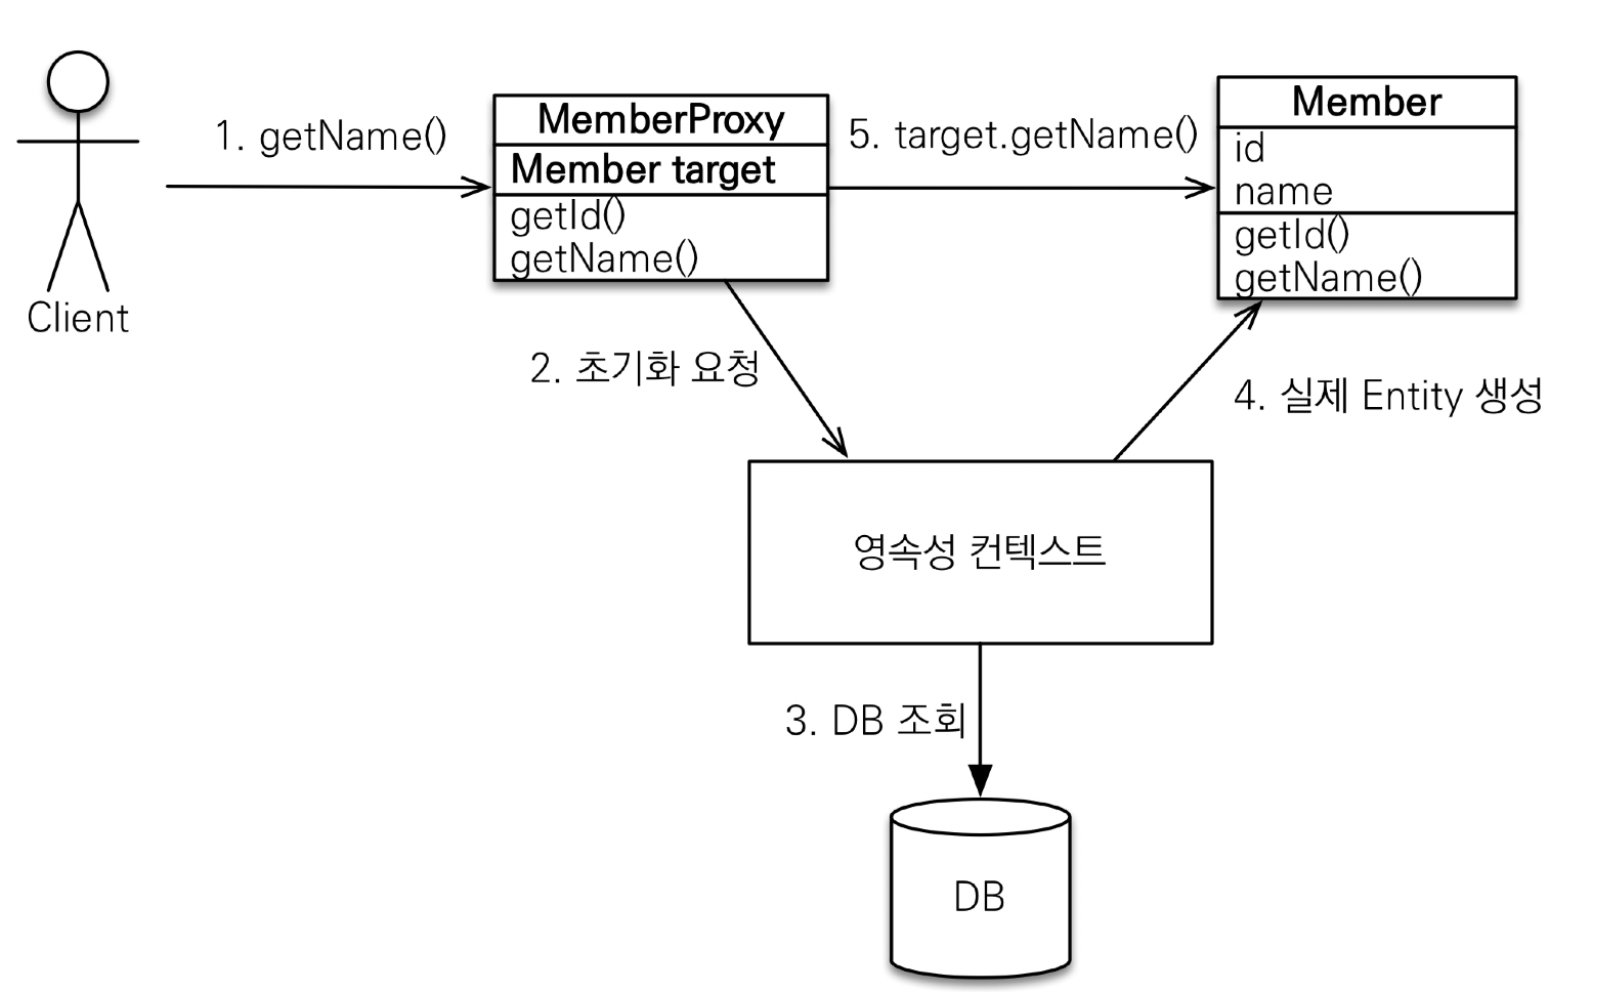 Client
1. getName()
MemberProxy
Member target
getId()
getName()
5. target.getName()
Member
id
name
getId()
getName()
2. 초기화 요청
4. 실제 Entity 생성
영속성 컨텍스트
3. DB 조회
DB